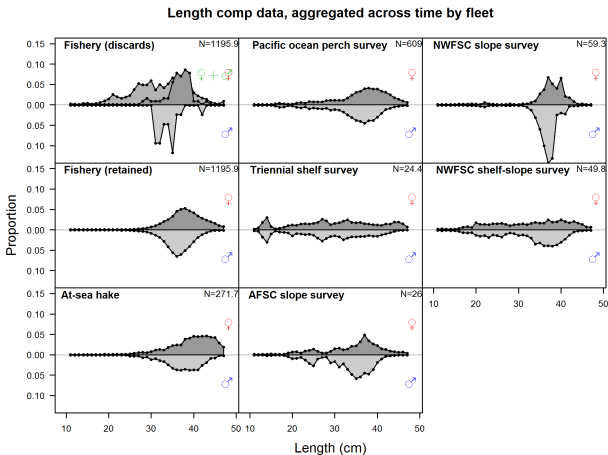 Length comp data, aggregated across time by fleet
Fishery (discards) N=1195.9
♀+♂
♂
Pacific ocean perch survey N=609
♀
♂
NWFSC slope survey N=59.3
♀
♂
Fishery (retained) N=1195.9
♀
♂
Triennial shelf survey N=24.4
♀
♂
NWFSC shelf-slope survey N=49.8
♀
♂
At-sea hake N=271.7
♀
♂
AFSC slope survey N=26
♀
♂
0.15
0.10
0.05
0.00
0.05
0.10
0.15
0.10
0.05
0.00
0.05
0.10
0.15
0.10
0.05
0.00
0.05
0.10
Proportion
10 20 30 40 50
10 20 30 40 50
10 20 30 40 50
Length (cm)